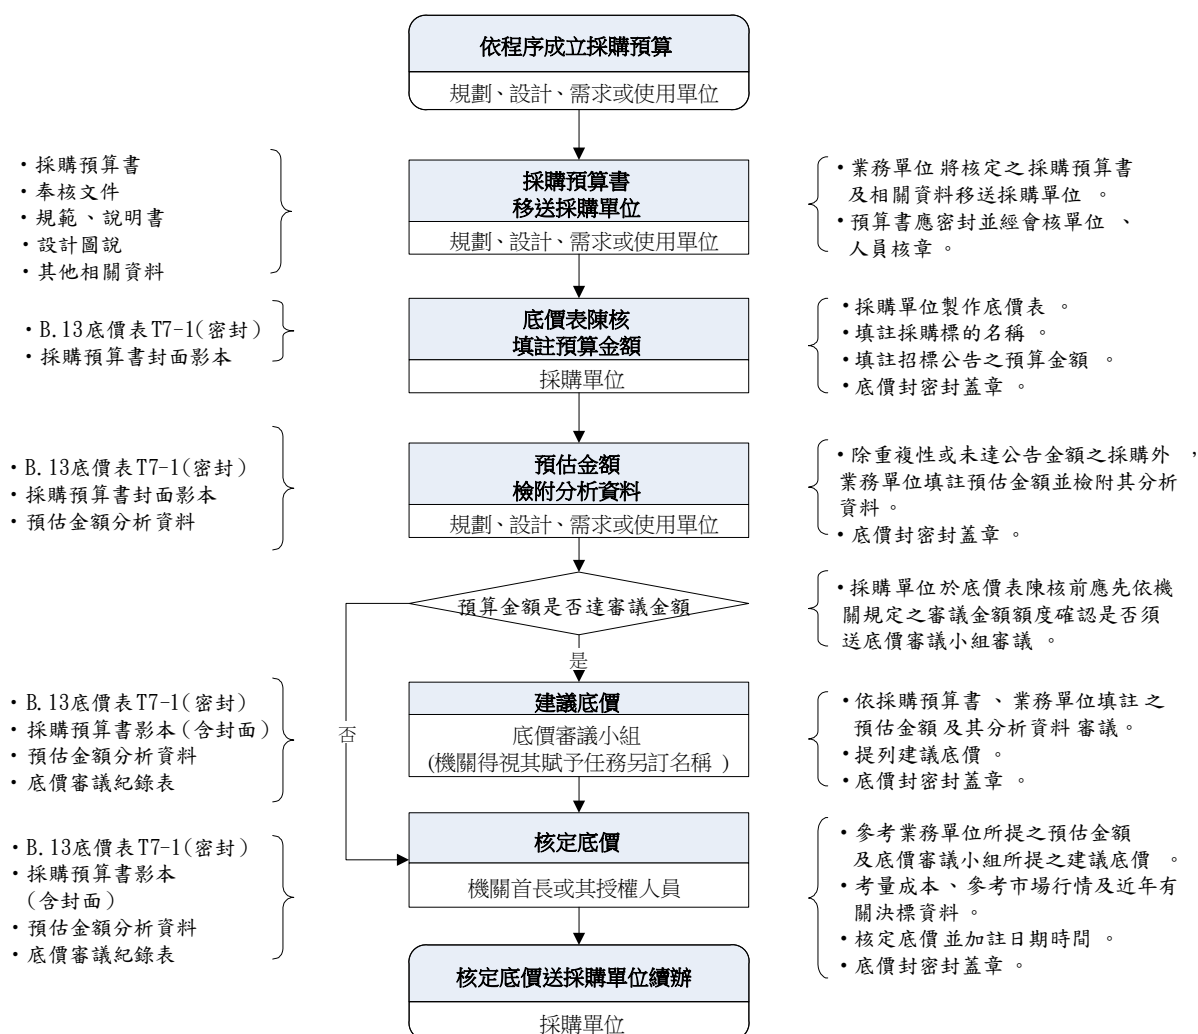 依程序成立採購預算
規劃、設計、需求或使用單位
・採購預算書
・奉核文件
・規範、說明書
・設計圖說
・其他相關資料
採購預算書
移送採購單位
規劃、設計、需求或使用單位
・業務單位將核定之採購預算書
及相關資料移送採購單位。
・預算書應密封並經會核單位、
人員核章。
・B.13底價表T7-1(密封)
・採購預算書封面影本
底價表陳核
填註預算金額
採購單位
・採購單位製作底價表。
・填註採購標的名稱。
・填註招標公告之預算金額。
・底價封密封蓋章。
・B.13底價表T7-1(密封)
・採購預算書封面影本
・預估金額分析資料
預估金額
檢附分析資料
規劃、設計、需求或使用單位
・除重複性或未達公告金額之採購外，
業務單位填註預估金額並檢附其分析
資料。
・底價封密封蓋章。
預算金額是否達審議金額
・採購單位於底價表陳核前應先依機
關規定之審議金額額度確認是否須
送底價審議小組審議。
是
否
・B.13底價表T7-1(密封)
・採購預算書影本(含封面)
・預估金額分析資料
・底價審議紀錄表
建議底價
底價審議小組
(機關得視其賦予任務另訂名稱)
・依採購預算書、業務單位填註之
預估金額及其分析資料審議。
・提列建議底價。
・底價封密封蓋章。
・B.13底價表T7-1(密封)
・採購預算書影本
(含封面)
・預估金額分析資料
・底價審議紀錄表
核定底價
機關首長或其授權人員
・參考業務單位所提之預估金額
及底價審議小組所提之建議底價。
・考量成本、參考市場行情及近年有
關決標資料。
・核定底價並加註日期時間。
・底價封密封蓋章。
核定底價送採購單位續辦
採購單位